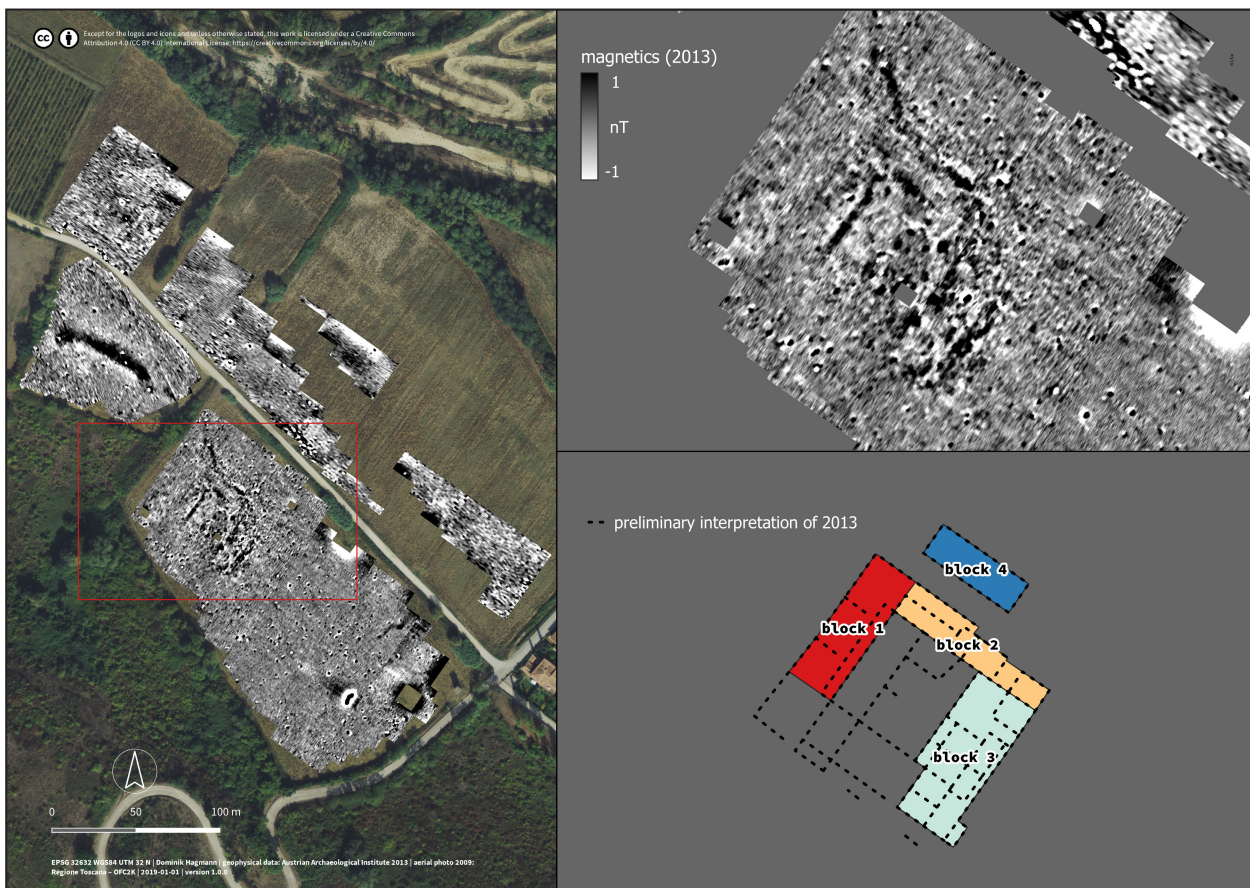 Except for the logos and icons and unless otherwise stated, this work is licensed under a Creative Commons
Attribution 4.0 (CC BY 4.0) International License: https://creativecommons.org/licenses/by/4.0/
cc
0
50
100 m
EPSG 32632 WGS84 UTM 32 N | Dominik Hagmann | geophysical data: Austrian Archaeological Institute 2013 | aerial photo 2009:
Regione Toscana – OFC2K | 2019-01-01 | version 1.0.0
magnetics (2013)
1
nT
-1
preliminary interpretation of 2013
block 4
block 1
block 2
block 3